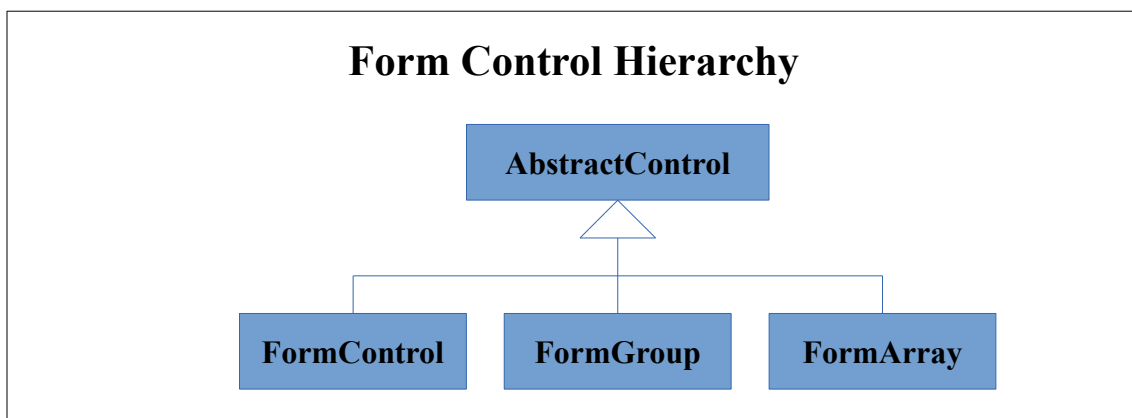 Form Control Hierarchy
AbstractControl
FormControl
FormGroup
FormArray